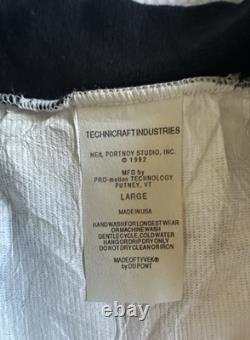 TECHNICRAFT INDUSTRIES
NEIL PORTNOY STUDIO, INC.
© 1992
MFG by
PRO-motion TECHNOLOGY
PUTNEY, VT
LARGE
MADE IN USA
HAND WASH FOR LONGEST WEAR
OR MACHINE WASH
GENTLE CYCLE, COLD WATER
HANG OR DRIP DRY ONLY
DO NOT DRY CLEAN OR IRON
MADE OF TYVEK®
by DU PONT